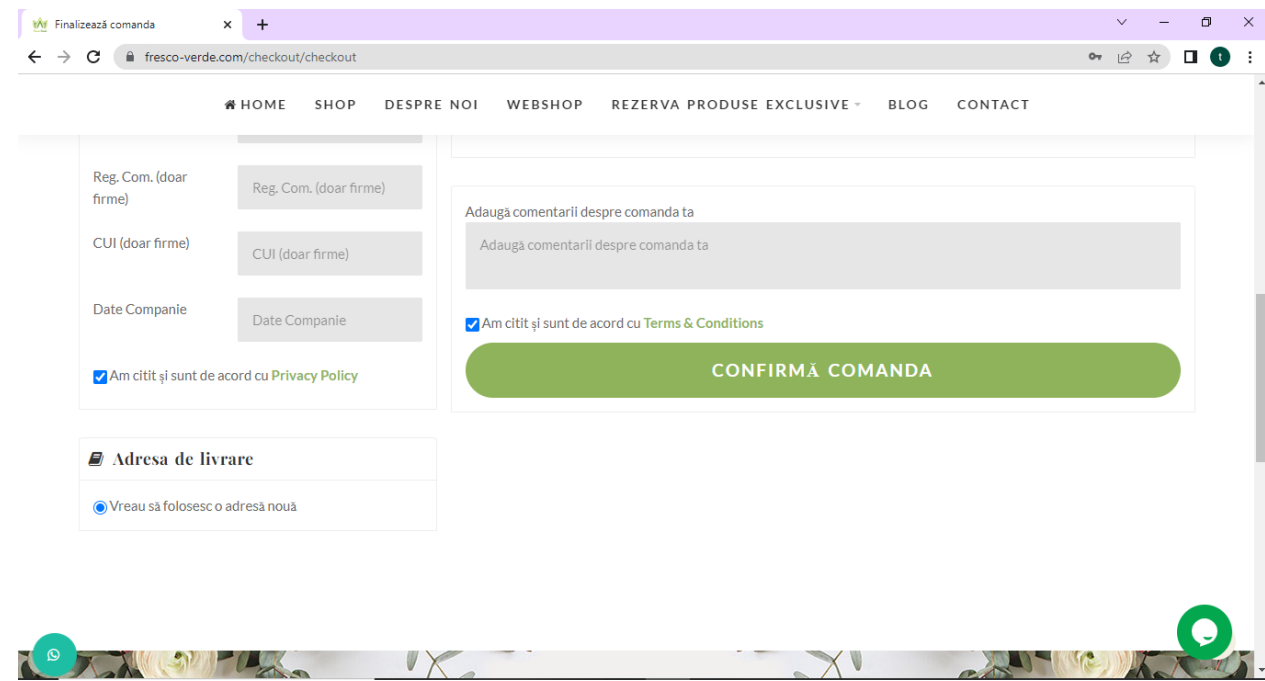 Finalizează comanda
fresco-verde.com/checkout/checkout
t
HOME SHOP DESPRE NOI WEBSHOP REZERVA PRODUSE EXCLUSIVE BLOG CONTACT
Reg. Com. (doar
firme)
Reg. Com. (doar firme)
CUI (doar firme)
CUI (doar firme)
Date Companie
Date Companie
Am citit și sunt de acord cu Privacy Policy
Adresa de livrare
Vreau să folosesc o adresă nouă
Adaugă comentarii despre comanda ta
Adaugă comentarii despre comanda ta
Am citit și sunt de acord cu Terms & Conditions
CONFIRMĂ COMANDA